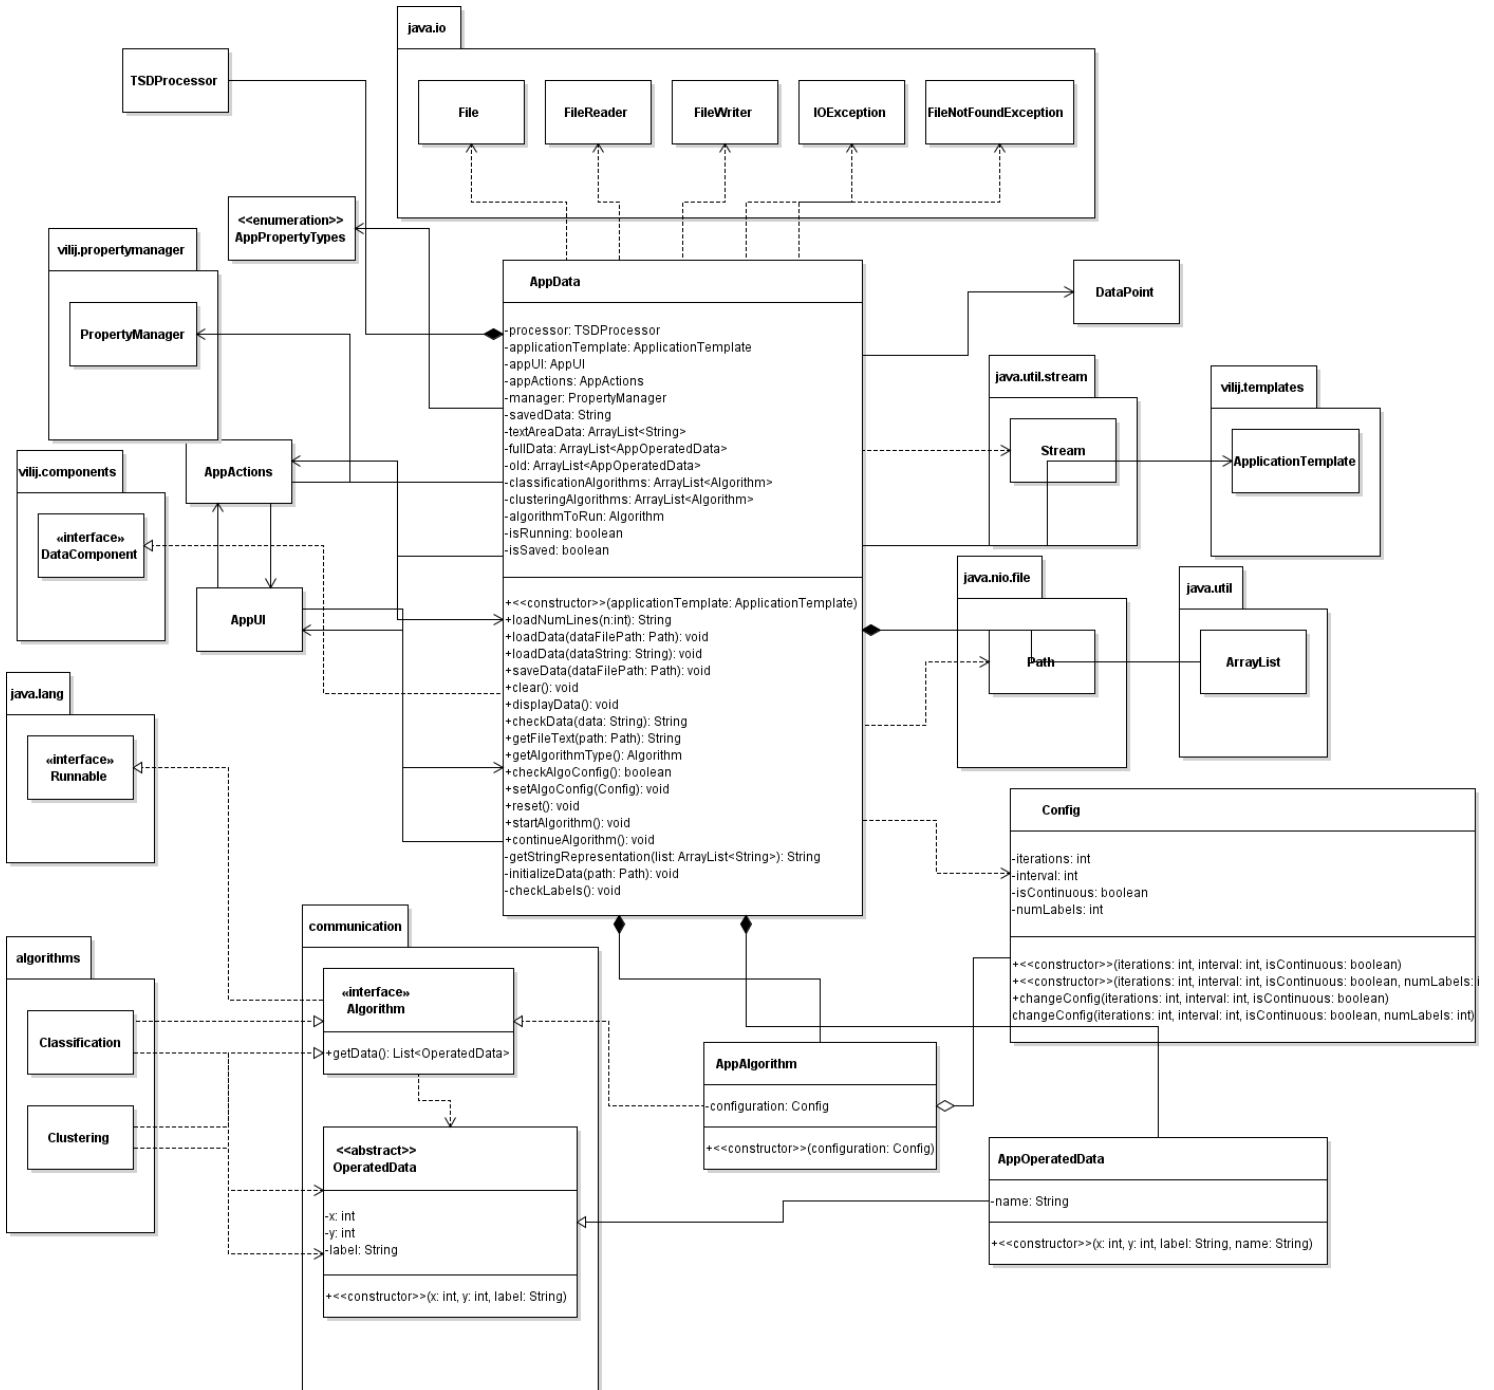 java.io
TSDProcessor
File
FileReader
FileWriter
IOException
FileNotFoundException
<<enumeration>>
AppPropertyTypes
vilij.propertymanager
PropertyManager
AppData
-processor: TSDProcessor
-applicationTemplate: ApplicationTemplate
-appUI: AppUI
-appActions: AppActions
-manager: PropertyManager
-savedData: String
-textAreaData: ArrayList<String>
-fullData: ArrayList<AppOperatedData>
-old: ArrayList<AppOperatedData>
-classificationAlgorithms: ArrayList<Algorithm>
-clusteringAlgorithms: ArrayList<Algorithm>
-algorithmToRun: Algorithm
-isRunning: boolean
-isSaved: boolean
+<<constructor>>(applicationTemplate: ApplicationTemplate)
+loadNumLines(n:int): String
+loadData(dataFilePath: Path): void
+loadData(dataString: String): void
+saveData(dataFilePath: Path): void
+clear(): void
+displayData(): void
+checkData(data: String): String
+getFileText(path: Path): String
+getAlgorithmType(): Algorithm
+checkAlgoConfig(): boolean
+setAlgoConfig(Config): void
+reset(): void
+startAlgorithm(): void
+continueAlgorithm(): void
-getStringRepresentation(list: ArrayList<String>): String
-initializeData(path: Path): void
-checkLabels(): void
DataPoint
java.util.stream
Stream
vilij.templates
ApplicationTemplate
AppActions
vilij.components
«interface»
DataComponent
AppUI
java.nio.file
Path
java.util
ArrayList
java.lang
«interface»
Runnable
Config
-iterations: int
-interval: int
-isContinuous: boolean
-numLabels: int
+<<constructor>>(iterations: int, interval: int, isContinuous: boolean)
+<<constructor>>(iterations: int, interval: int, isContinuous: boolean, numLabels: i
+changeConfig(iterations: int, interval: int, isContinuous: boolean)
changeConfig(iterations: int, interval: int, isContinuous: boolean, numLabels: int)
algorithms
Classification
Clustering
communication
«interface»
Algorithm
+getData(): List<OperatedData>
<<abstract>>
OperatedData
-x: int
-y: int
-label: String
+<<constructor>>(x: int, y: int, label: String)
AppAlgorithm
-configuration: Config
+<<constructor>>(configuration: Config)
AppOperatedData
-name: String
+<<constructor>>(x: int, y: int, label: String, name: String)